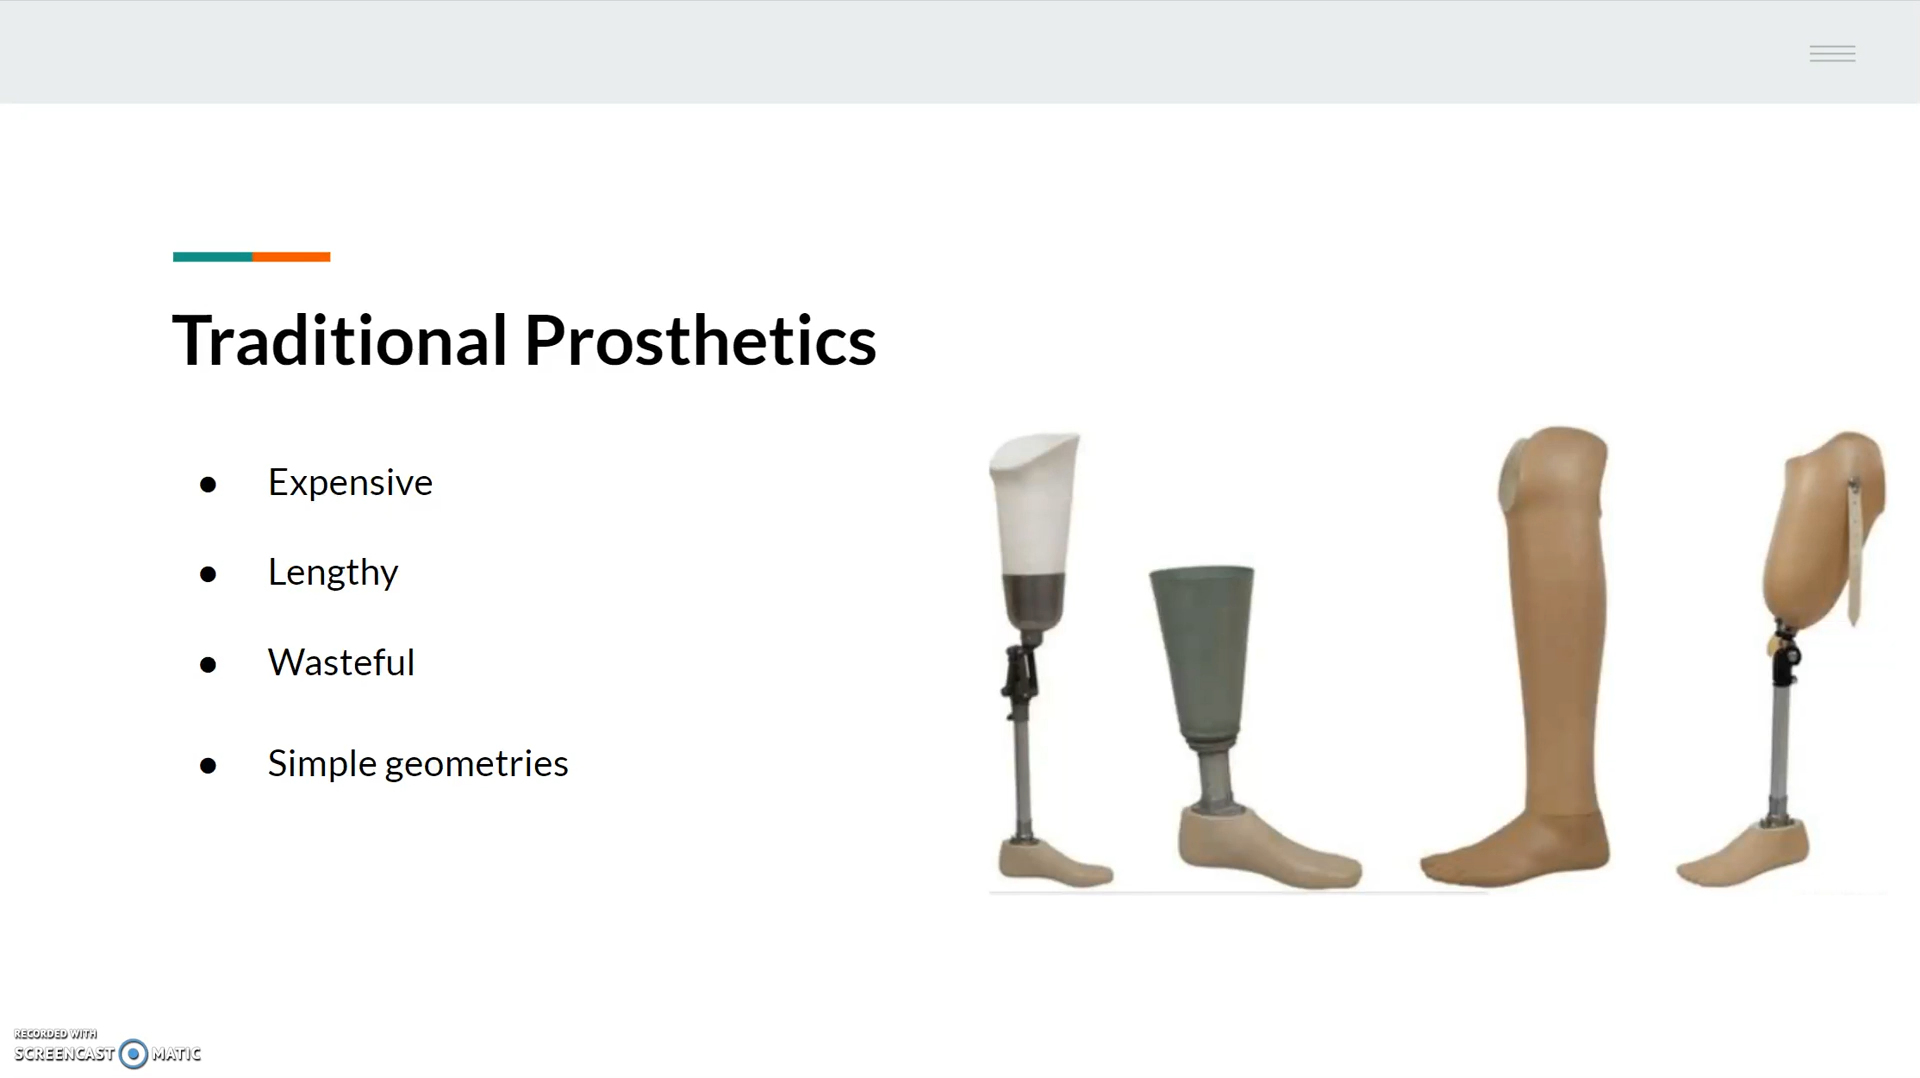 Traditional Prosthetics
● Expensive
● Lengthy
● Wasteful
● Simple geometries
RECORDED WITH
SCREENCAST MATIC